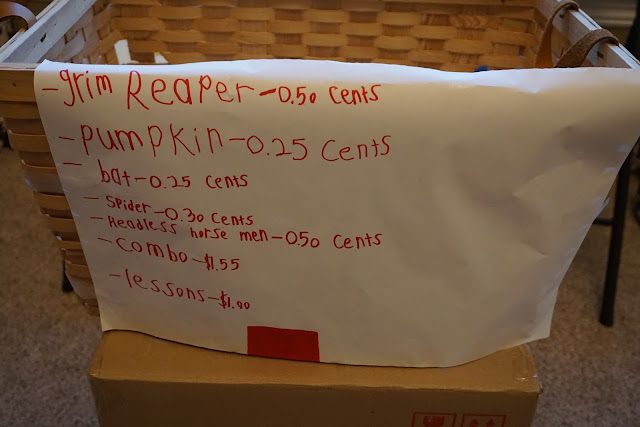 -grim Reaper-0.50 cents
-pumpkin-0.25 cents
-bat-0.25 cents
-spider-0.30 cents
-Headless horse men-0.50 cents
-combo-$1.55
-lessons-$1.00